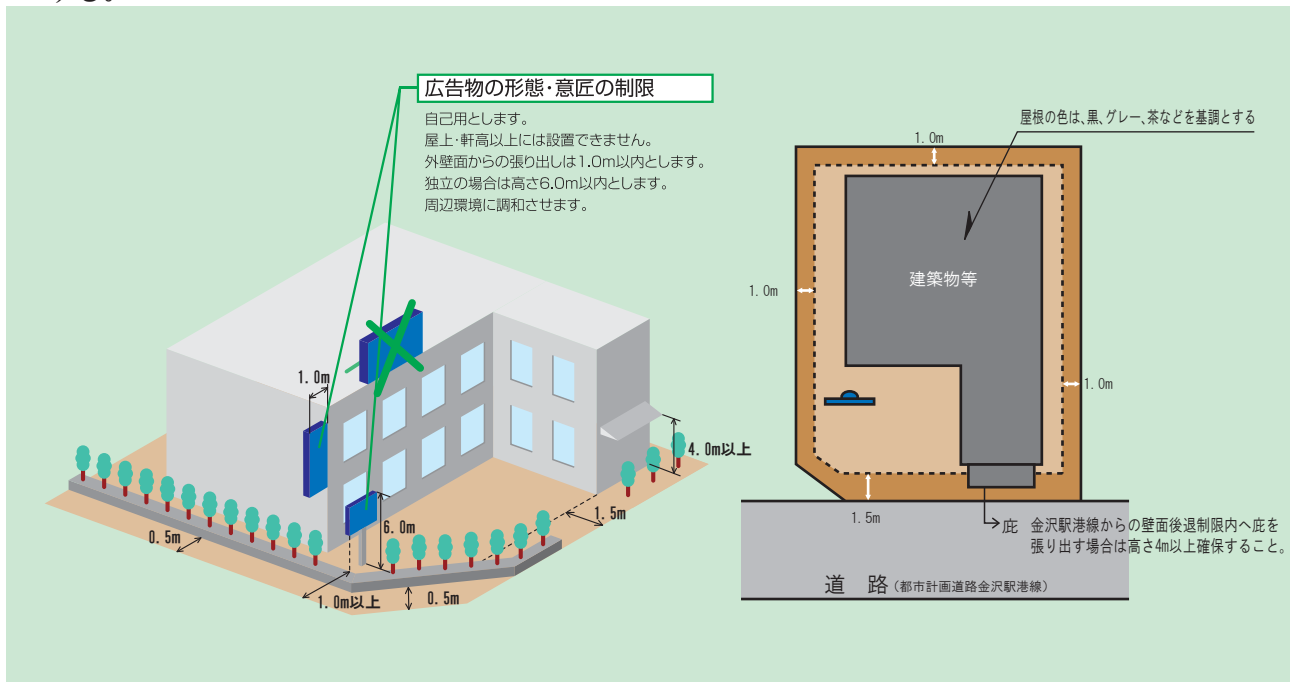 する。
広告物の形態・意匠の制限
自己用とします。
屋上・軒高以上には設置できません。
外壁面からの張り出しは1.0m以内とします。
独立の場合は高さ6.0m以内とします。
周辺環境に調和させます。
1.0m
4.0m以上
1.5m
6.0m
0.5m
1.0m以上
0.5m
屋根の色は、黒、グレー、茶などを基調とする
1.0m
建築物等
1.0m
1.0m
1.5m
庇 金沢駅港線からの壁面後退制限内へ庇を
張り出す場合は高さ4m以上確保すること。
道 路(都市計画道路金沢駅港線)